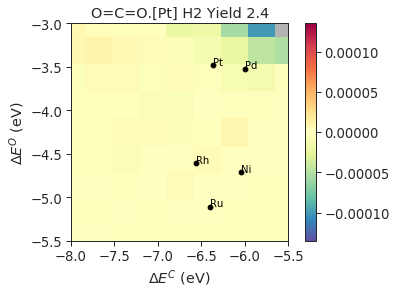 O=C=O.[Pt] H2 Yield 2.4
−3.0
−3.5
−4.0
−4.5
−5.0
−5.5
ΔE^O (eV)
Pt
Pd
Rh
Ni
Ru
−8.0 −7.5 −7.0 −6.5 −6.0 −5.5
ΔE^C (eV)
0.00010
0.00005
0.00000
−0.00005
−0.00010